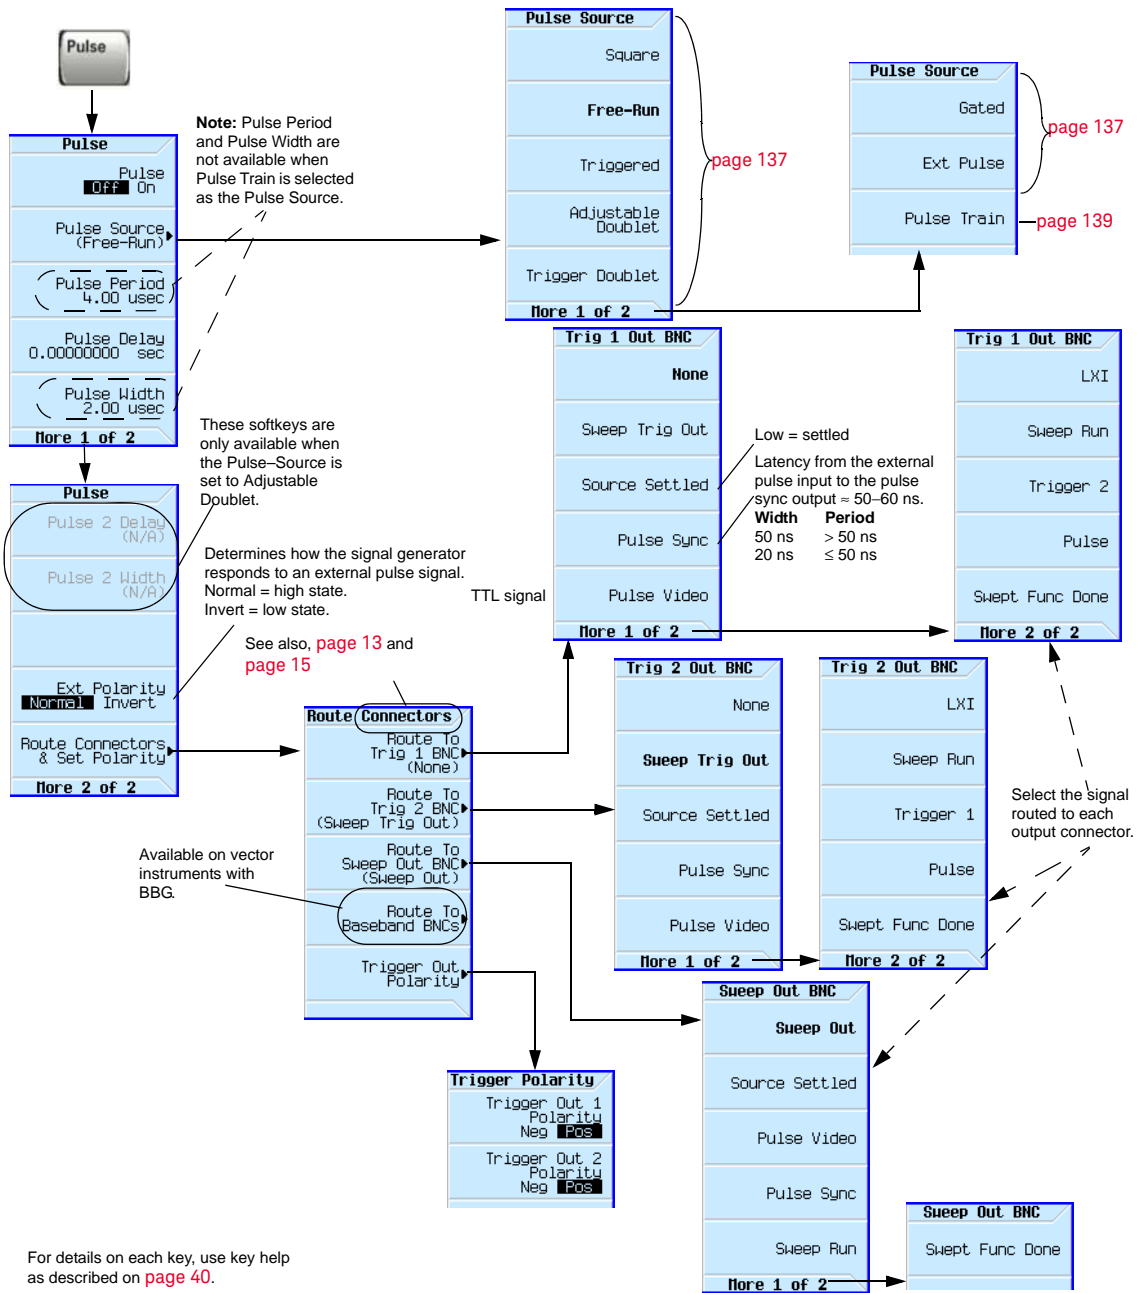 Pulse
Pulse
Pulse
Off On
Pulse Source
(Free-Run)
Pulse Period
4.00 usec
Pulse Delay
0.00000000 sec
Pulse Width
2.00 usec
More 1 of 2
Note: Pulse Period
and Pulse Width are
not available when
Pulse Train is selected
as the Pulse Source.
Pulse Source
Square
Free-Run
Triggered
Adjustable
Doublet
Trigger Doublet
More 1 of 2
page 137
Pulse Source
Gated
Ext Pulse
Pulse Train
page 137
page 139
These softkeys are
only available when
the Pulse–Source is
set to Adjustable
Doublet.
Pulse
Pulse 2 Delay
(N/A)
Pulse 2 Width
(N/A)
Ext Polarity
Normal Invert
Route Connectors
& Set Polarity
More 2 of 2
Determines how the signal generator
responds to an external pulse signal.
Normal = high state.
Invert = low state.
See also, page 13 and
page 15
TTL signal
Trig 1 Out BNC
None
Sweep Trig Out
Source Settled
Pulse Sync
Pulse Video
More 1 of 2
Low = settled
Latency from the external
pulse input to the pulse
sync output ≈ 50–60 ns.
Width Period
50 ns > 50 ns
20 ns ≤ 50 ns
Trig 1 Out BNC
LXI
Sweep Run
Trigger 2
Pulse
Swept Func Done
More 2 of 2
Route Connectors
Route To
Trig 1 BNC
(None)
Route To
Trig 2 BNC
(Sweep Trig Out)
Route To
Sweep Out BNC
(Sweep Out)
Route To
Baseband BNCs
Trigger Out
Polarity
Available on vector
instruments with
BBG.
Trig 2 Out BNC
None
Sweep Trig Out
Source Settled
Pulse Sync
Pulse Video
More 1 of 2
Trig 2 Out BNC
LXI
Sweep Run
Trigger 1
Pulse
Swept Func Done
More 2 of 2
Select the signal
routed to each
output connector.
Trigger Polarity
Trigger Out 1
Polarity
Neg Pos
Trigger Out 2
Polarity
Neg Pos
Sweep Out BNC
Sweep Out
Source Settled
Pulse Video
Pulse Sync
Sweep Run
More 1 of 2
Sweep Out BNC
Swept Func Done
For details on each key, use key help
as described on page 40.